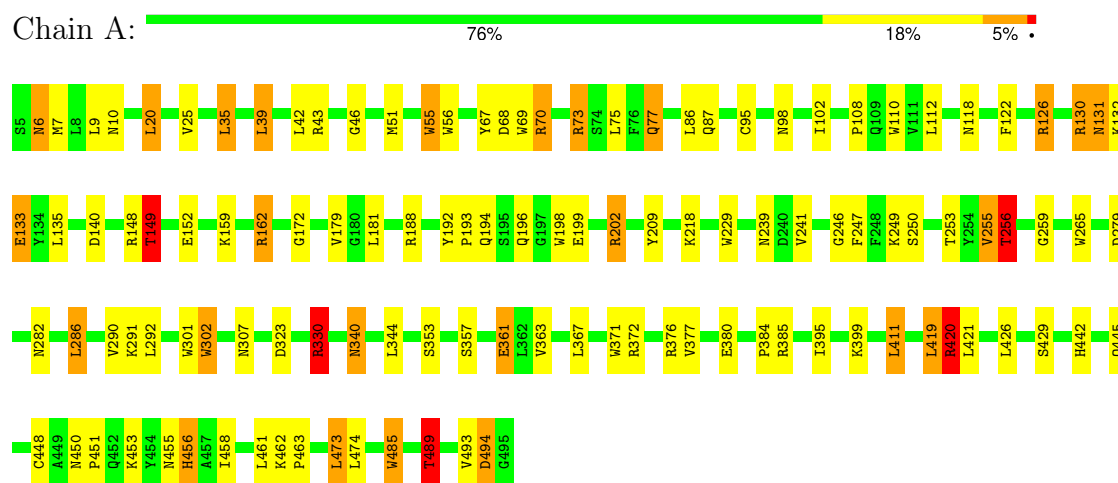 Chain A:
76% 18% 5% •
S5 N6 M7 L8 L9 N10 L20 V25 L35 L39 L42 R43 G46 M51 W55 W56 Y67 D68 W69 R70 R73 S74 L75 F76 Q77 L86 Q87 C95 N98 I102 P108 Q109 W110 V111 L112 N118 F122 R126 R130 N131 K132
E133 Y134 L135 D140 R148 T149 E152 K159 R162 G172 V179 G180 L181 R188 Y192 P193 Q194 S195 Q196 G197 W198 E199 R202 Y209 K218 W229 N239 D240 V241 G246 F247 F248 K249 S250 T253 Y254 V255 T256 G259 W265
N282 L286 V290 K291 L292 W301 W302 N307 D323 R330 N340 L344 S353 S357 E361 L362 V363 L367 W371 R372 R376 V377 E380 P384 R385 I395 K399 L411 L419 R420 L421 L426 S429 H442
C448 A449 N450 P451 Q452 K453 Y454 N455 H456 A457 I458 L461 K462 P463 L473 L474 W485 T489 V493 D494 G495